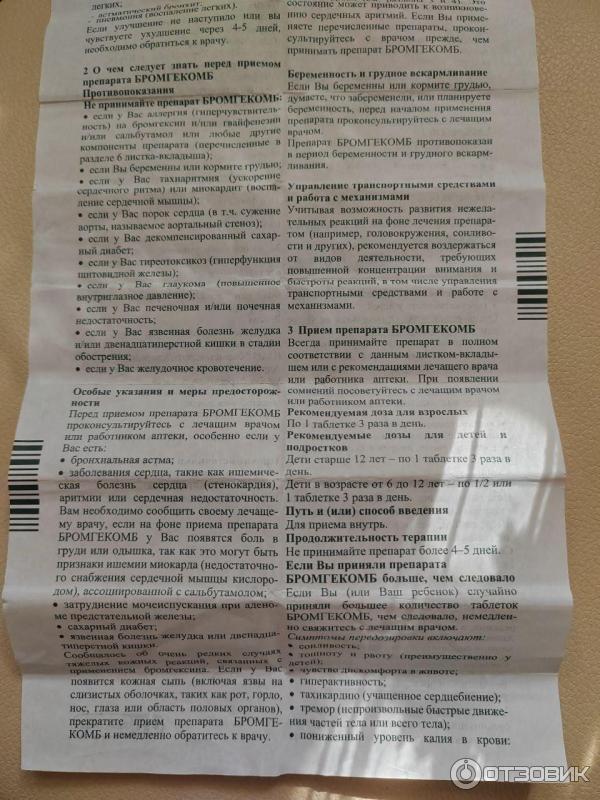 легких;
• астматический бронхит;
• пневмония (воспаление легких).
Если улучшение не наступило или вы
чувствуете ухудшение через 4-5 дней,
необходимо обратиться к врачу.
2 О чем следует знать перед приемом
препарата БРОМГЕКОМБ
Противопоказания
Не принимайте препарат БРОМГЕКОМБ:
• если у Вас аллергия (гиперчувствитель-
ность) на бромгексин и/или гвайфенезин
и/или сальбутамол или любые другие
компоненты препарата (перечисленные в
разделе 6 листка-вкладыша);
• если Вы беременны или кормите грудью;
• если у Вас тахиаритмия (ускорение
сердечного ритма) или миокардит (воспа-
ление сердечной мышцы);
• если у Вас порок сердца (в т.ч. сужение
аорты, называемое аортальный стеноз);
• если у Вас декомпенсированный сахар-
ный диабет;
• если у Вас тиреотоксикоз (гиперфункция
щитовидной железы);
• если у Вас глаукома (повышенное
внутриглазное давление);
• если у Вас печеночная и/или почечная
недостаточность;
• если у Вас язвенная болезнь желудка
и/или двенадцатиперстной кишки в стадии
обострения;
• если у Вас желудочное кровотечение.
Особые указания и меры предосторож-
ности
Перед приемом препарата БРОМГЕКОМБ
проконсультируйтесь с лечащим врачом
или работником аптеки, особенно если у
Вас есть:
• бронхиальная астма;
• заболевания сердца, такие как ишемиче-
ская болезнь сердца (стенокардия),
аритмии или сердечная недостаточность.
Вам необходимо сообщить своему лечаще-
му врачу, если на фоне приема препарата
БРОМГЕКОМБ у Вас появятся боль в
груди или одышка, так как это могут быть
признаки ишемии миокарда (недостаточно-
го снабжения сердечной мышцы кислоро-
дом), ассоциированной с сальбутамолом;
• затруднение мочеиспускания при адено-
ме предстательной железы;
• сахарный диабет;
• язвенная болезнь желудка или двенадца-
типерстной кишки.
Сообщалось об очень редких случаях
тяжелых кожных реакций, связанных с
применением бромгексина. Если у Вас
появится кожная сыпь (включая язвы на
слизистых оболочках, таких как рот, горло,
нос, глаза или область половых органов),
прекратите прием препарата БРОМГЕ-
КОМБ и немедленно обратитесь к врачу.
состояние может приводить к возникнове-
нию сердечных аритмий. Если Вы приме-
няете перечисленные препараты, прокон-
сультируйтесь с врачом прежде, чем
принимать препарат БРОМГЕКОМБ.
Беременность и грудное вскармливание
Если Вы беременны или кормите грудью,
думаете, что забеременели, или планируете
беременность, перед началом применения
препарата проконсультируйтесь с лечащим
врачом.
Препарат БРОМГЕКОМБ противопоказан
в период беременности и грудного вскарм-
ливания.
Управление транспортными средствами
и работа с механизмами
Учитывая возможность развития нежела-
тельных реакций на фоне лечения препара-
том (например, головокружения, сонливо-
сти и других), рекомендуется воздержаться
от видов деятельности, требующих
повышенной концентрации внимания и
быстроты реакций, в том числе управления
транспортными средствами и работе с
механизмами.
3 Прием препарата БРОМГЕКОМБ
Всегда принимайте препарат в полном
соответствии с данным листком-вклады-
шем или с рекомендациями лечащего врача
или работника аптеки. При появлении
сомнений посоветуйтесь с лечащим врачом
или работником аптеки.
Рекомендуемая доза для взрослых
По 1 таблетке 3 раза в день.
Рекомендуемые дозы для детей и
подростков
Дети старше 12 лет – по 1 таблетке 3 раза в
день.
Дети в возрасте от 6 до 12 лет – по 1/2 или
1 таблетке 3 раза в день.
Путь и (или) способ введения
Для приема внутрь.
Продолжительность терапии
Не принимайте препарат более 4–5 дней.
Если Вы приняли препарата
БРОМГЕКОМБ больше, чем следовало
Если Вы (или Ваш ребенок) случайно
приняли большее количество таблеток
БРОМГЕКОМБ, чем следовало, немедлен-
но свяжитесь с лечащим врачом.
Симптомы передозировки включают:
• сонливость;
• тошноту и рвоту (преимущественно у
детей);
• чувство дискомфорта в животе;
• гиперактивность;
• тахикардию (учащенное сердцебиение);
• тремор (непроизвольные быстрые движе-
ния частей тела или всего тела);
• пониженный уровень калия в крови:
ОТЗОВИК